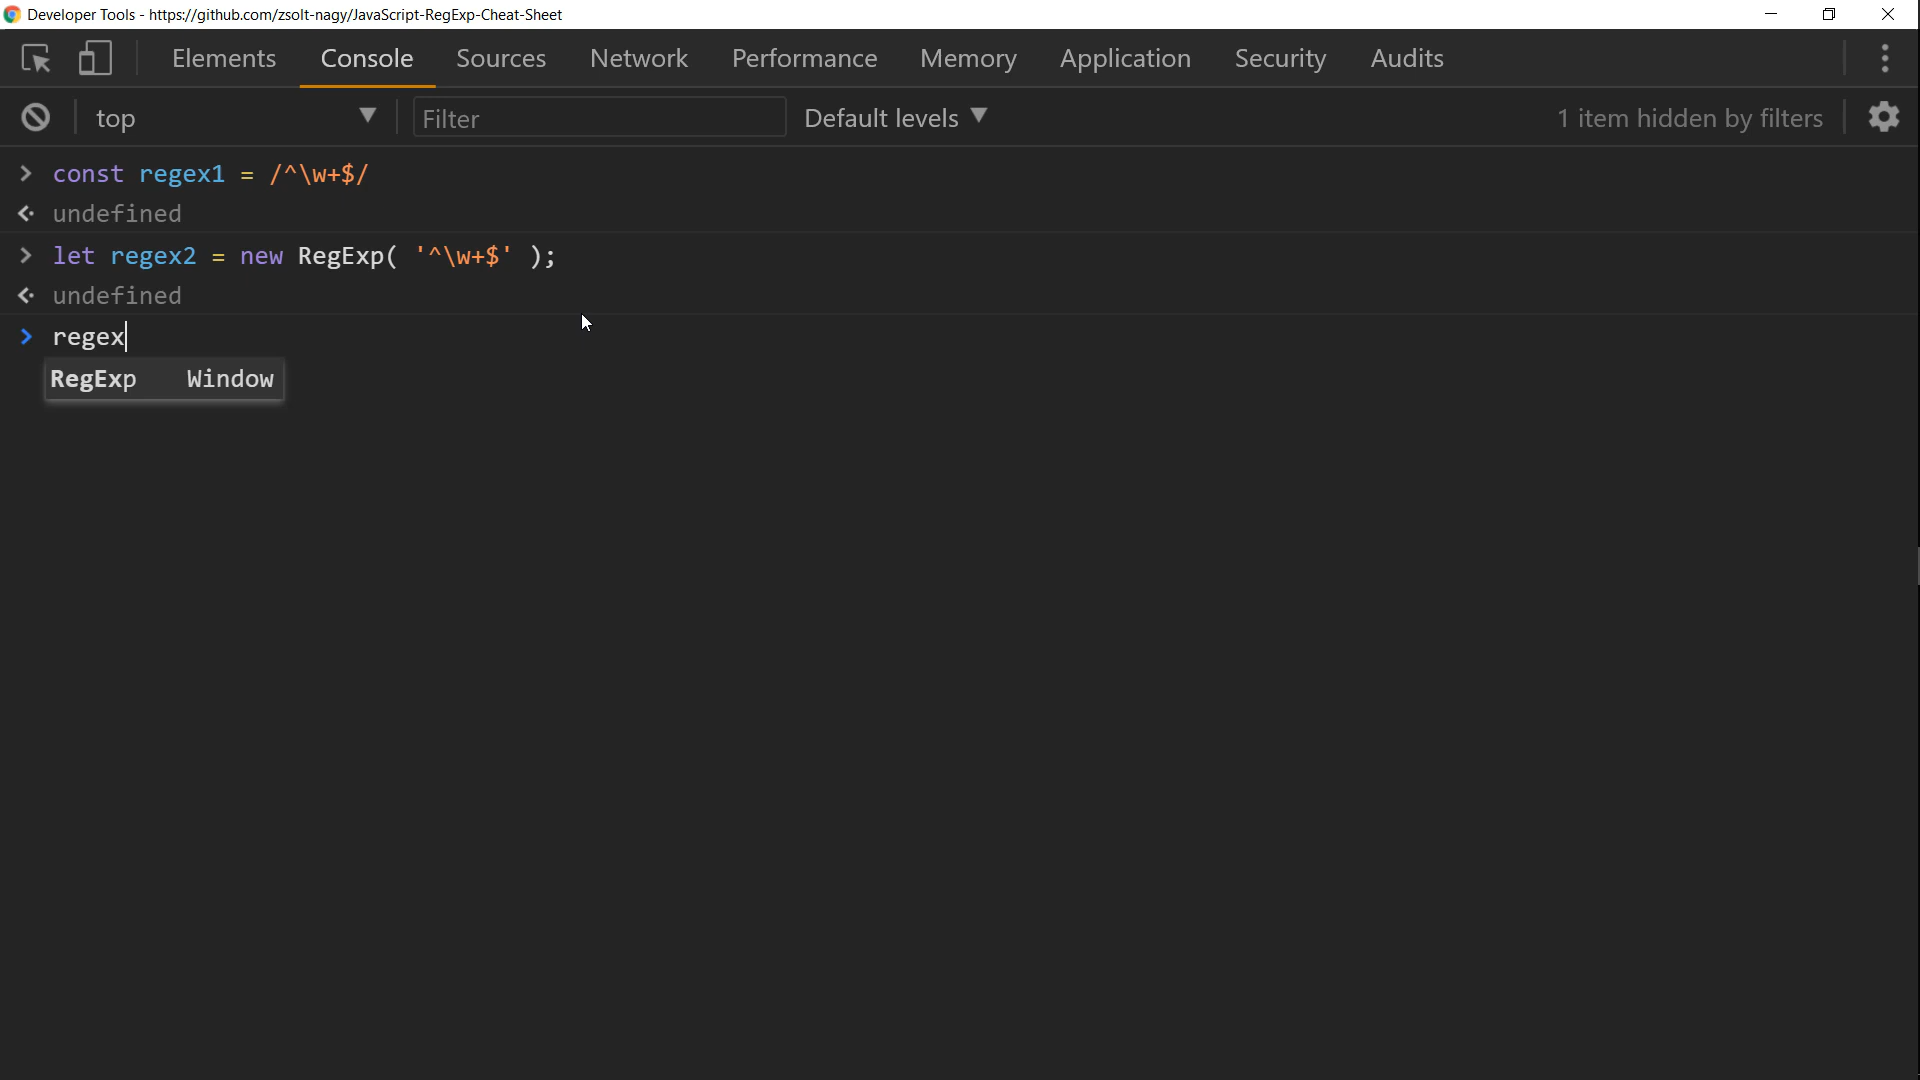 Developer Tools - https://github.com/zsolt-nagy/JavaScript-RegExp-Cheat-Sheet
Elements Console Sources Network Performance Memory Application Security Audits
top ▼ Filter Default levels ▼ 1 item hidden by filters
> const regex1 = /^\w+$/
undefined
> let regex2 = new RegExp( '^\w+$' );
undefined
> regex
RegExp Window